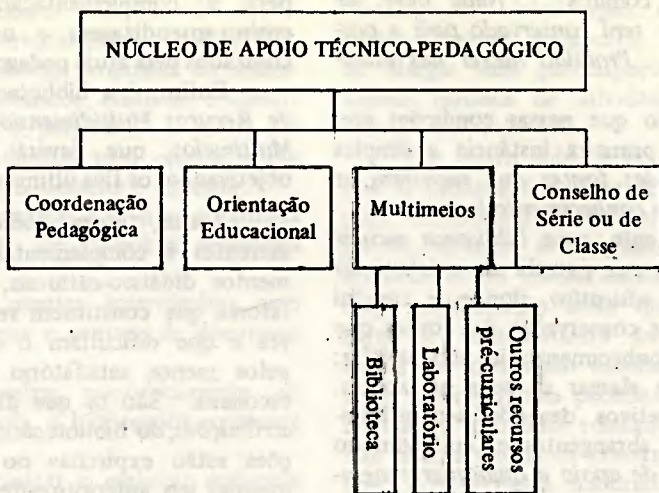 NÚCLEO DE APOIO TÉCNICO-PEDAGÓGICO
Coordenação
Pedagógica
Orientação
Educacional
Multimeios
Conselho de
Série ou de
Classe
Biblioteca
Laboratório
Outros recursos
pré-curriculares